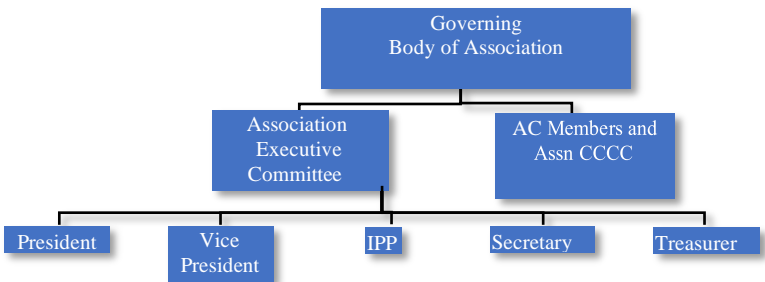 Governing
Body of Association
Association
Executive
Committee
AC Members and
Assn CCCC
President
Vice
President
IPP
Secretary
Treasurer